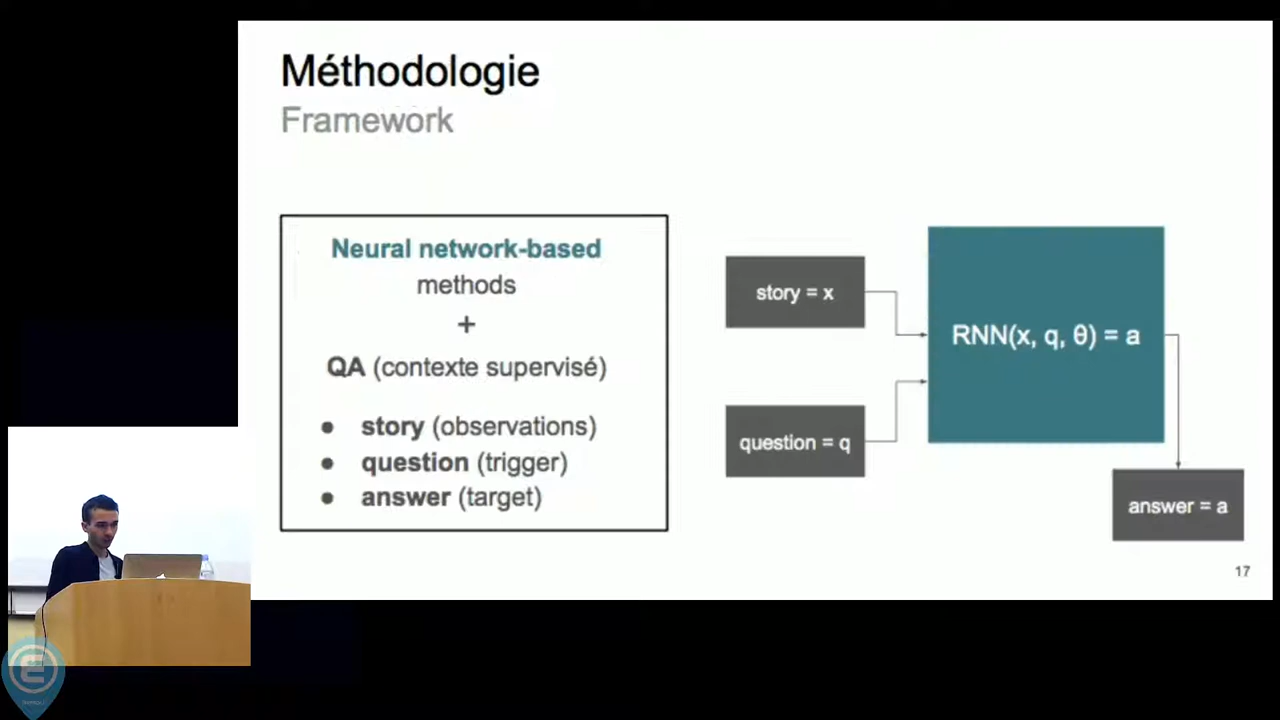 Méthodologie
Framework
Neural network-based
methods
+
QA (contexte supervisé)
● story (observations)
● question (trigger)
● answer (target)
story = x
question = q
RNN(x, q, θ) = a
answer = a
17